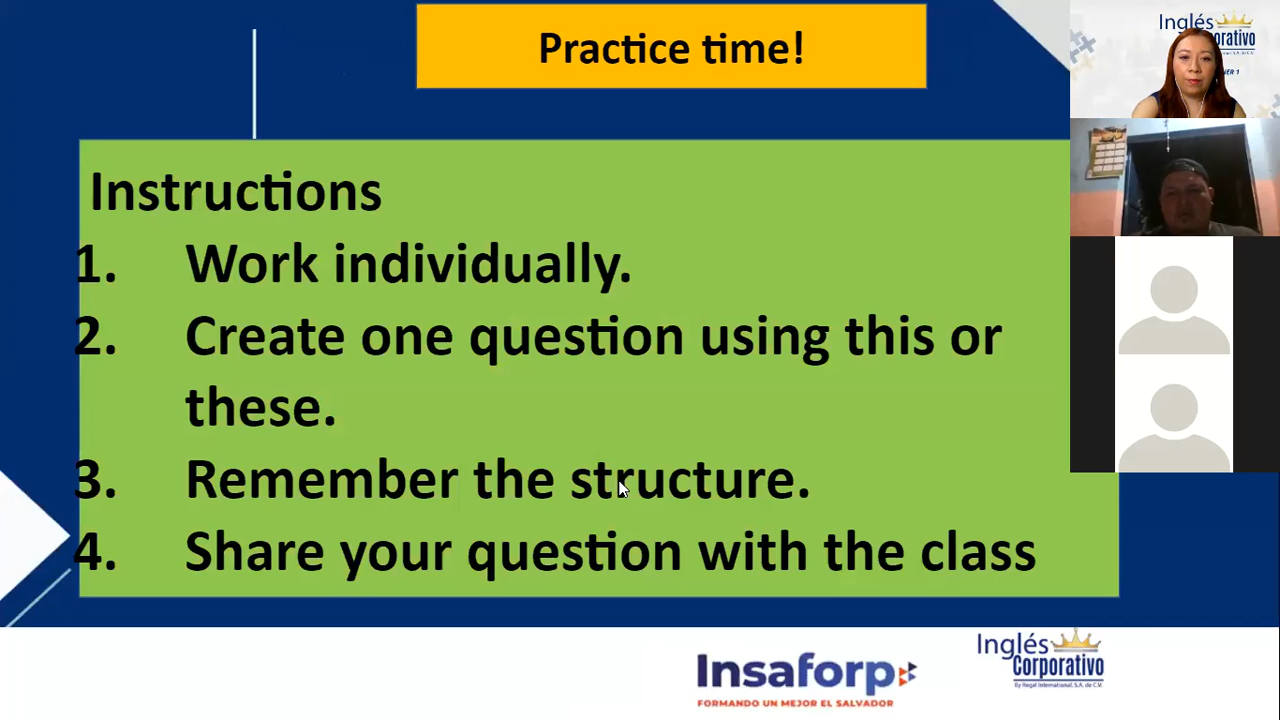 Practice time!
Instructions
1. Work individually.
2. Create one question using this or
these.
3. Remember the structure.
4. Share your question with the class
Insaforp
FORMANDO UN MEJOR EL SALVADOR
Inglés
Corporativo
By Regal International, S.A. de C.V.
Inglés